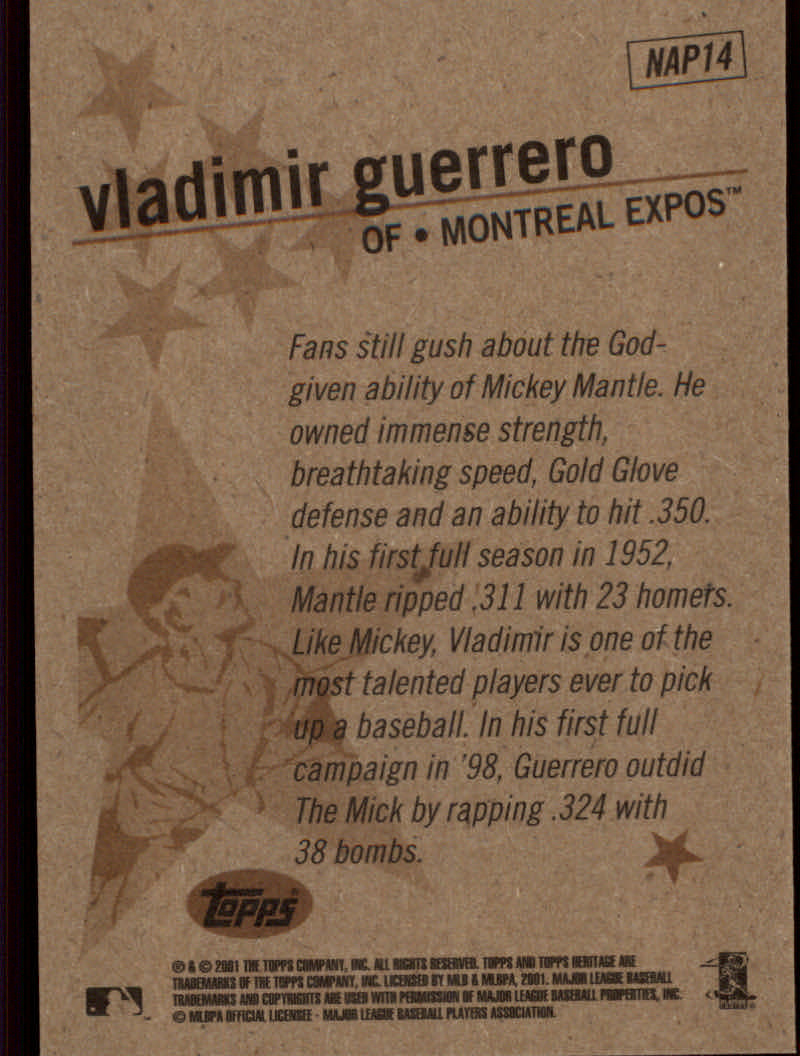 NAP14
vladimir guerrero
OF • MONTREAL EXPOS™
Fans still gush about the God-
given ability of Mickey Mantle. He
owned immense strength,
breathtaking speed, Gold Glove
defense and an ability to hit .350.
In his first full season in 1952,
Mantle ripped .311 with 23 homers.
Like Mickey, Vladimir is one of the
most talented players ever to pick
up a baseball. In his first full
campaign in '98, Guerrero outdid
The Mick by rapping .324 with
38 bombs.
Topps
® & © 2001 THE TOPPS COMPANY, INC. ALL RIGHTS RESERVED. TOPPS AND TOPPS HERITAGE ARE
TRADEMARKS OF THE TOPPS COMPANY, INC. LICENSED BY MLB & MLBPA, 2001. MAJOR LEAGUE BASEBALL
TRADEMARKS AND COPYRIGHTS ARE USED WITH PERMISSION OF MAJOR LEAGUE BASEBALL PROPERTIES, INC.
© MLBPA OFFICIAL LICENSEE - MAJOR LEAGUE BASEBALL PLAYERS ASSOCIATION.